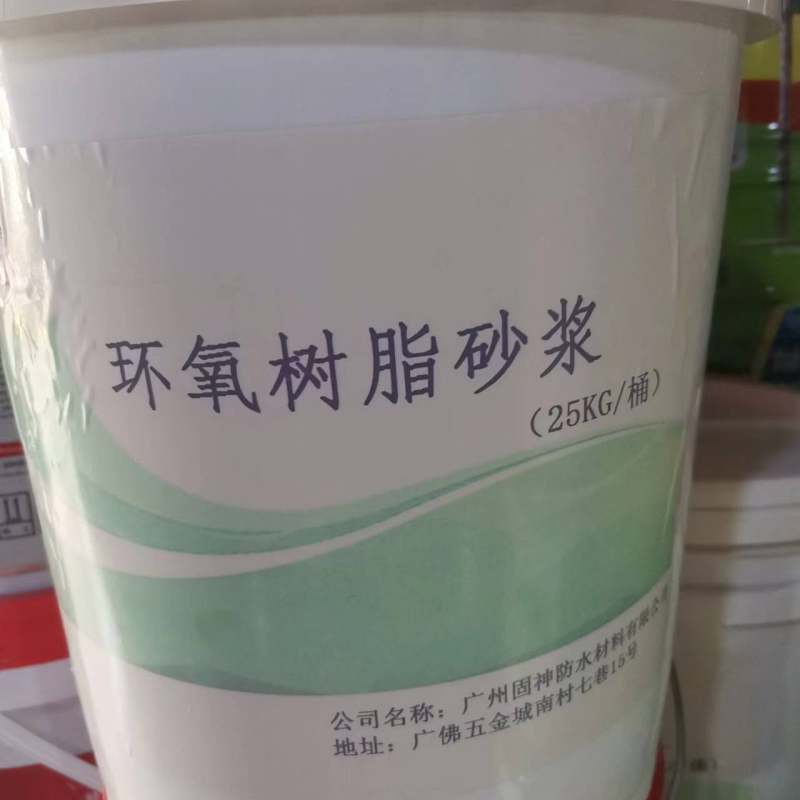 环氧树脂砂浆
(25KG/桶)
公司名称：广州固神防水材料有限公司
地址：广佛五金城南村七巷15号